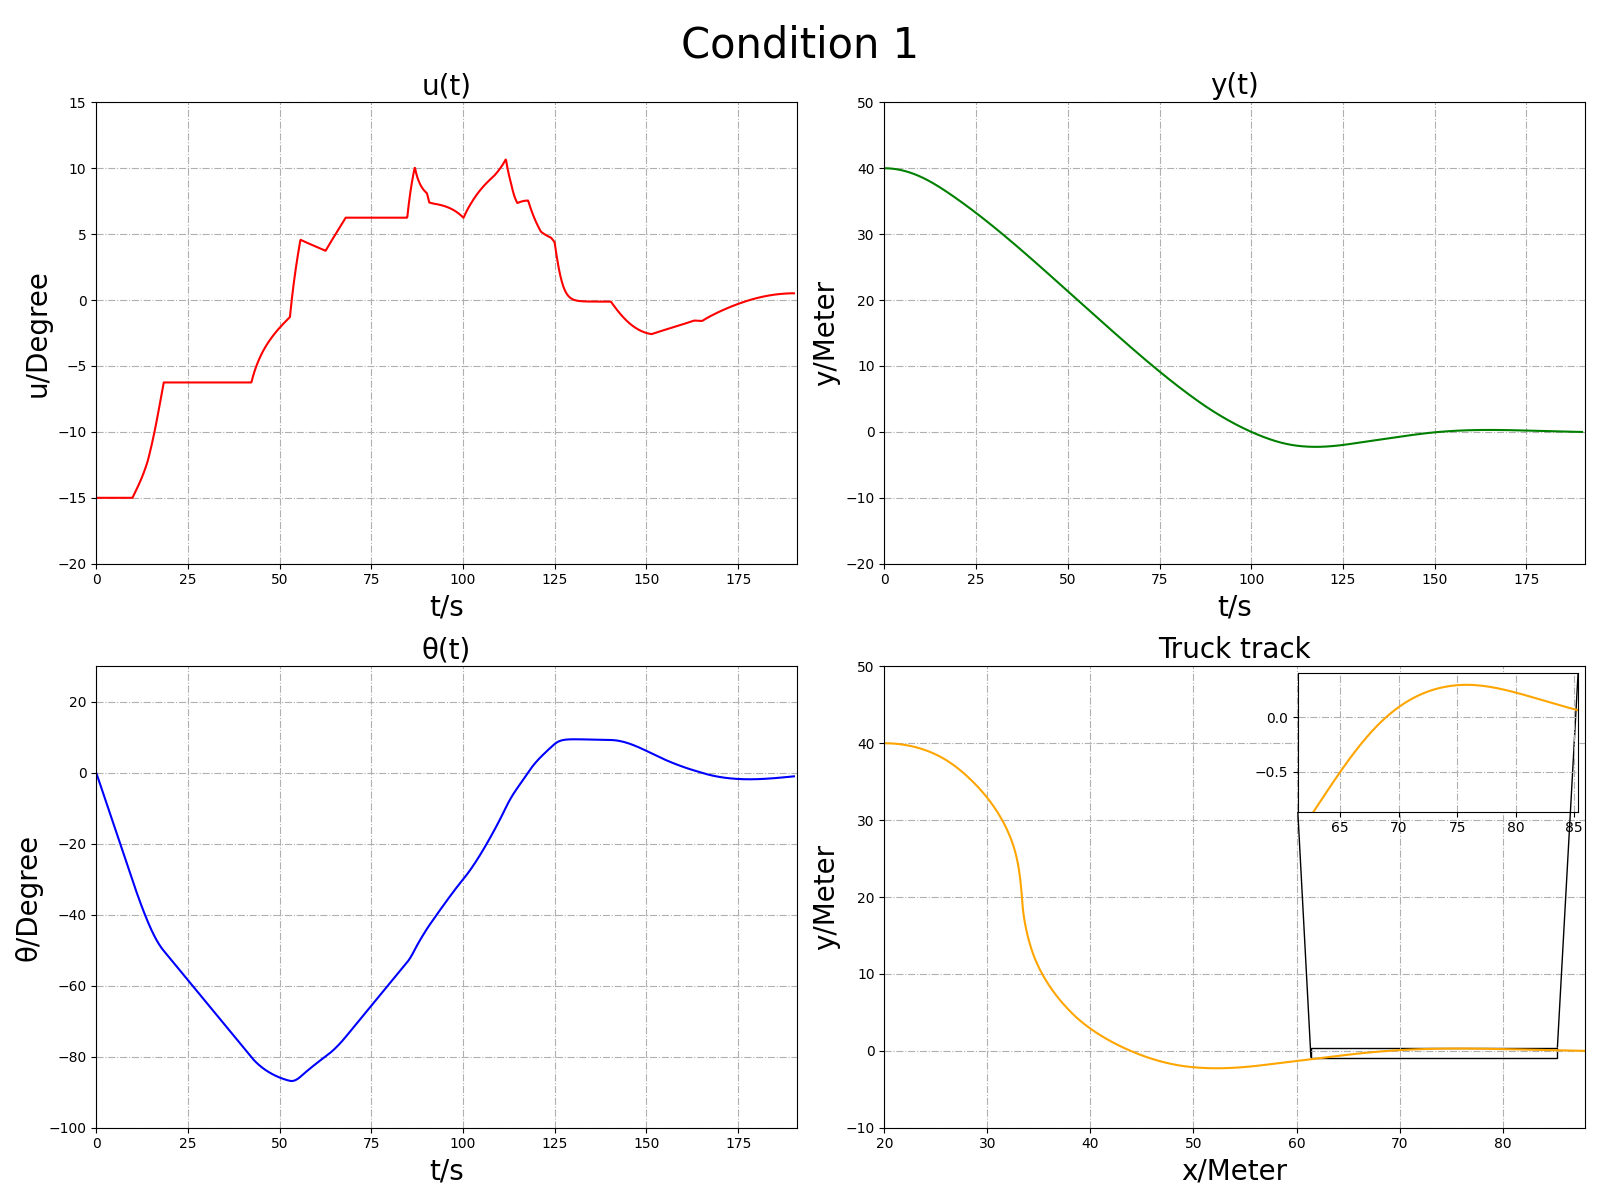 Condition 1
u(t)
15
10
5
0
−5
−10
−15
−20
u/Degree
0 25 50 75 100 125 150 175
t/s
y(t)
50
40
30
20
10
0
−10
−20
y/Meter
0 25 50 75 100 125 150 175
t/s
θ(t)
20
0
−20
−40
−60
−80
−100
θ/Degree
0 25 50 75 100 125 150 175
t/s
Truck track
50
40
30
20
10
0
−10
y/Meter
0.0
−0.5
65 70 75 80 85
20 30 40 50 60 70 80
x/Meter